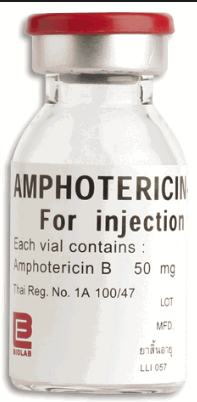 AMPHOTERICIN
For injection
Each vial contains :
Amphotericin B 50 mg
Thai Reg. No. 1A 100/47
LOT
MFD.
ยาสิ้นอายุ
LLI 057
BIOLAB